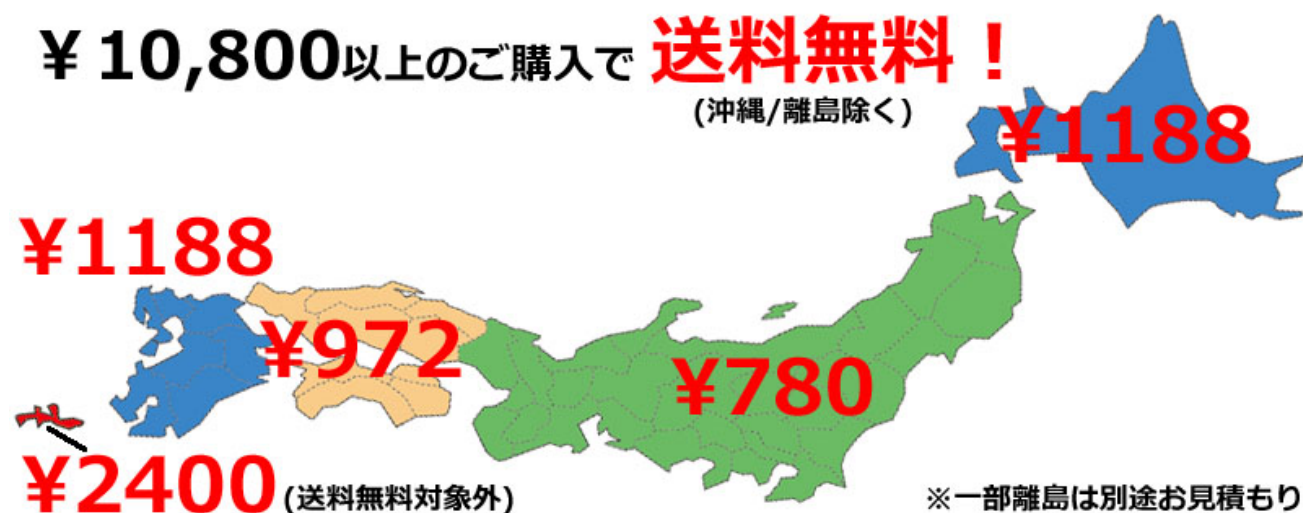 ¥10,800以上のご購入で 送料無料！
(沖縄/離島除く)
¥1188
¥1188
¥972
¥780
¥2400(送料無料対象外)
※一部離島は別途お見積もり